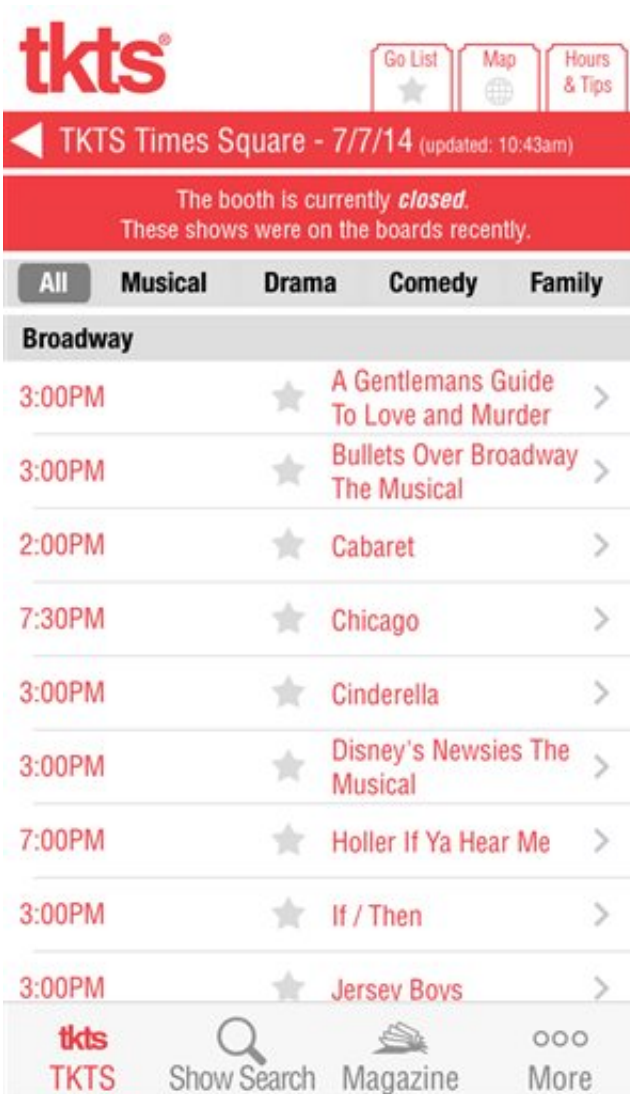 tkts®
Go List
Map
Hours
& Tips
TKTS Times Square - 7/7/14 (updated: 10:43am)
The booth is currently closed.
These shows were on the boards recently.
All Musical Drama Comedy Family
Broadway
3:00PM A Gentlemans Guide
To Love and Murder
3:00PM Bullets Over Broadway
The Musical
2:00PM Cabaret
7:30PM Chicago
3:00PM Cinderella
3:00PM Disney's Newsies The
Musical
7:00PM Holler If Ya Hear Me
3:00PM If / Then
3:00PM Jersey Boys
tkts
TKTS Show Search Magazine More